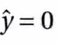 ŷ = 0